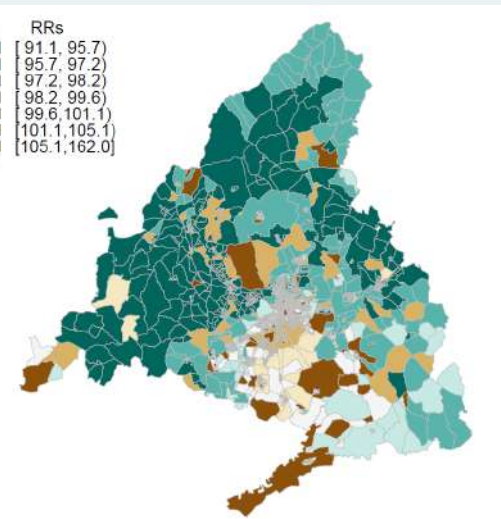 RRs
[ 91.1, 95.7)
[ 95.7, 97.2)
[ 97.2, 98.2)
[ 98.2, 99.6)
[ 99.6,101.1)
[101.1,105.1)
[105.1,162.0]